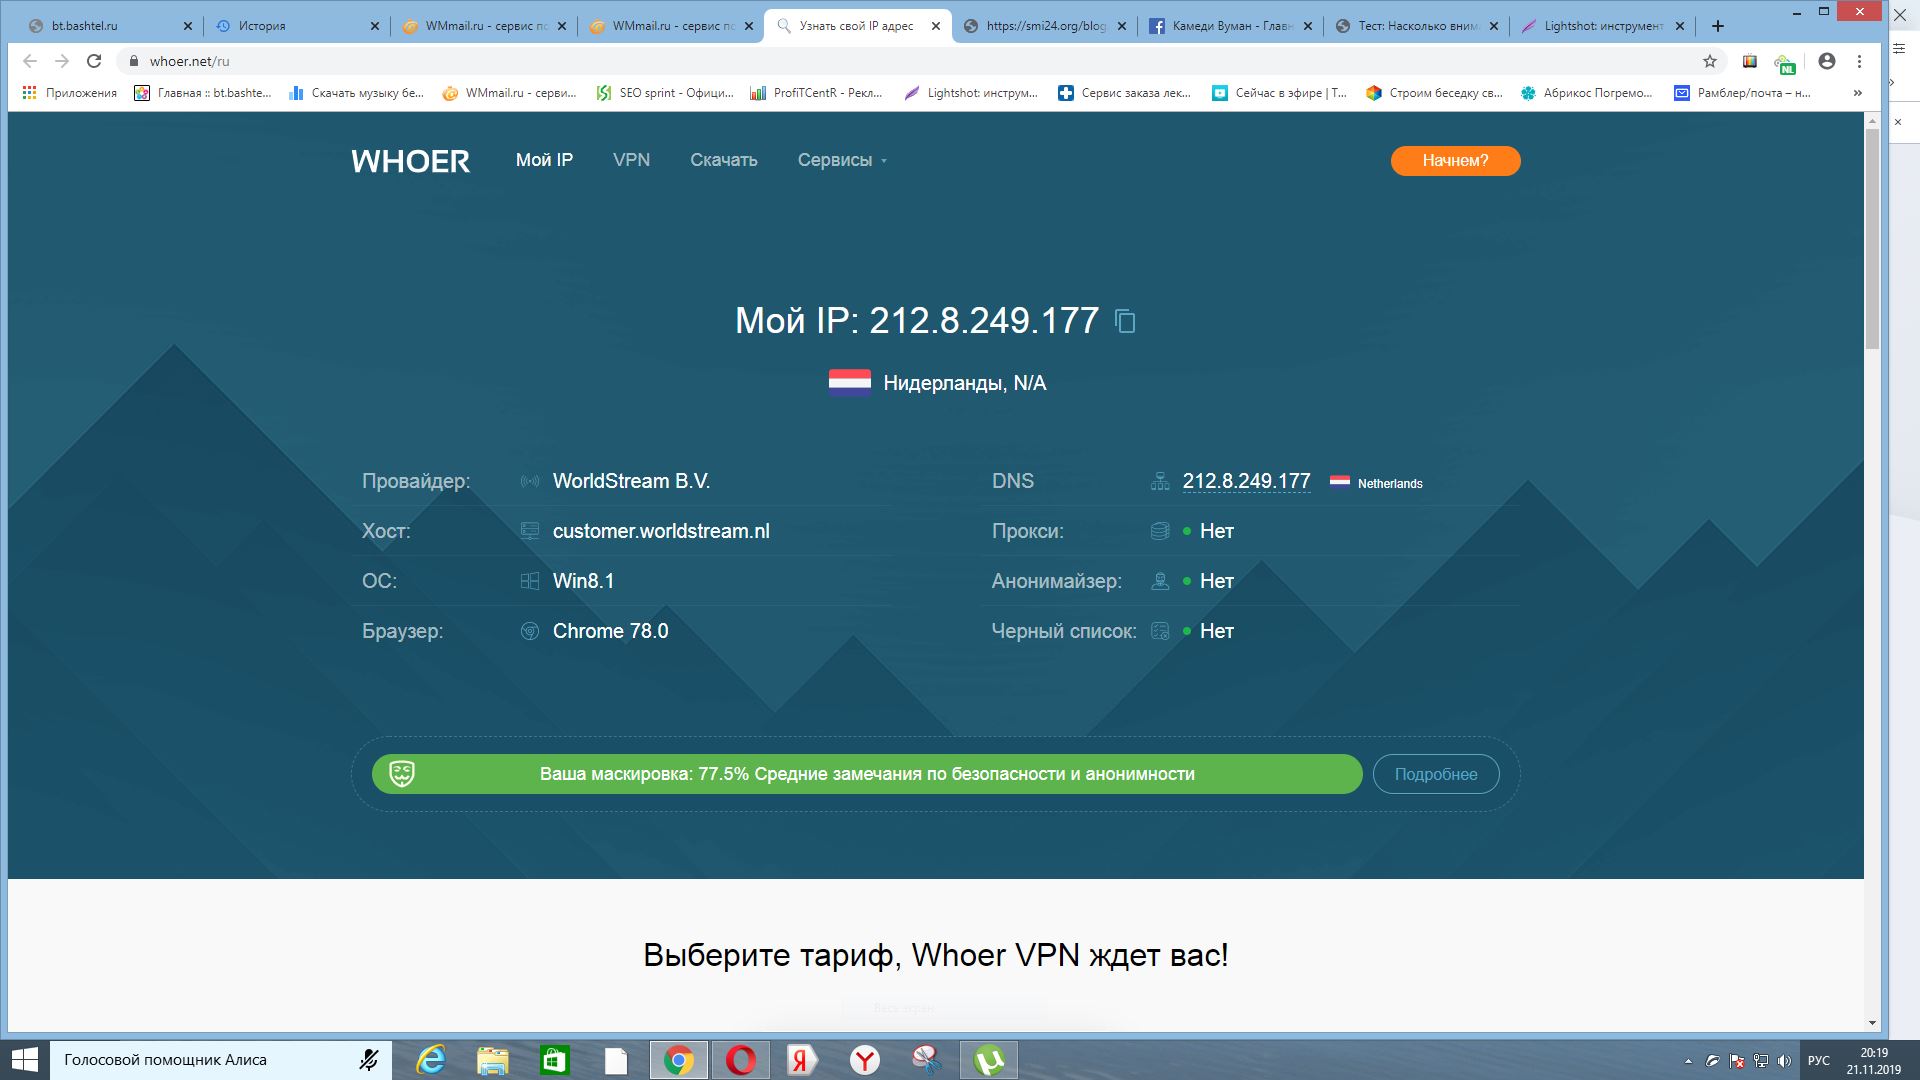 bt.bashtel.ru
История
WMmail.ru - сервис по
WMmail.ru - сервис по
Узнать свой IP адрес
https://smi24.org/blog
Камеди Вуман - Главн
Тест: Насколько внима
Lightshot: инструмент
whoer.net/ru
NL
Приложения
Главная :: bt.bashte...
Скачать музыку бе...
WMmail.ru - серви...
SEO sprint - Офици...
ProfiTCentR - Рекл...
Lightshot: инструм...
Сервис заказа лек...
Сейчас в эфире | Т...
Строим беседку св...
Абрикос Погремо...
Рамблер/почта – н...
WHOER
Мой IP
VPN
Скачать
Сервисы
Начнем?
Мой IP: 212.8.249.177
Нидерланды, N/A
Провайдер: WorldStream B.V.
DNS 212.8.249.177 Netherlands
Хост: customer.worldstream.nl
Прокси: Нет
ОС: Win8.1
Анонимайзер: Нет
Браузер: Chrome 78.0
Черный список: Нет
Ваша маскировка: 77.5% Средние замечания по безопасности и анонимности
Подробнее
Выберите тариф, Whoer VPN ждет вас!
Голосовой помощник Алиса
РУС
20:19
21.11.2019